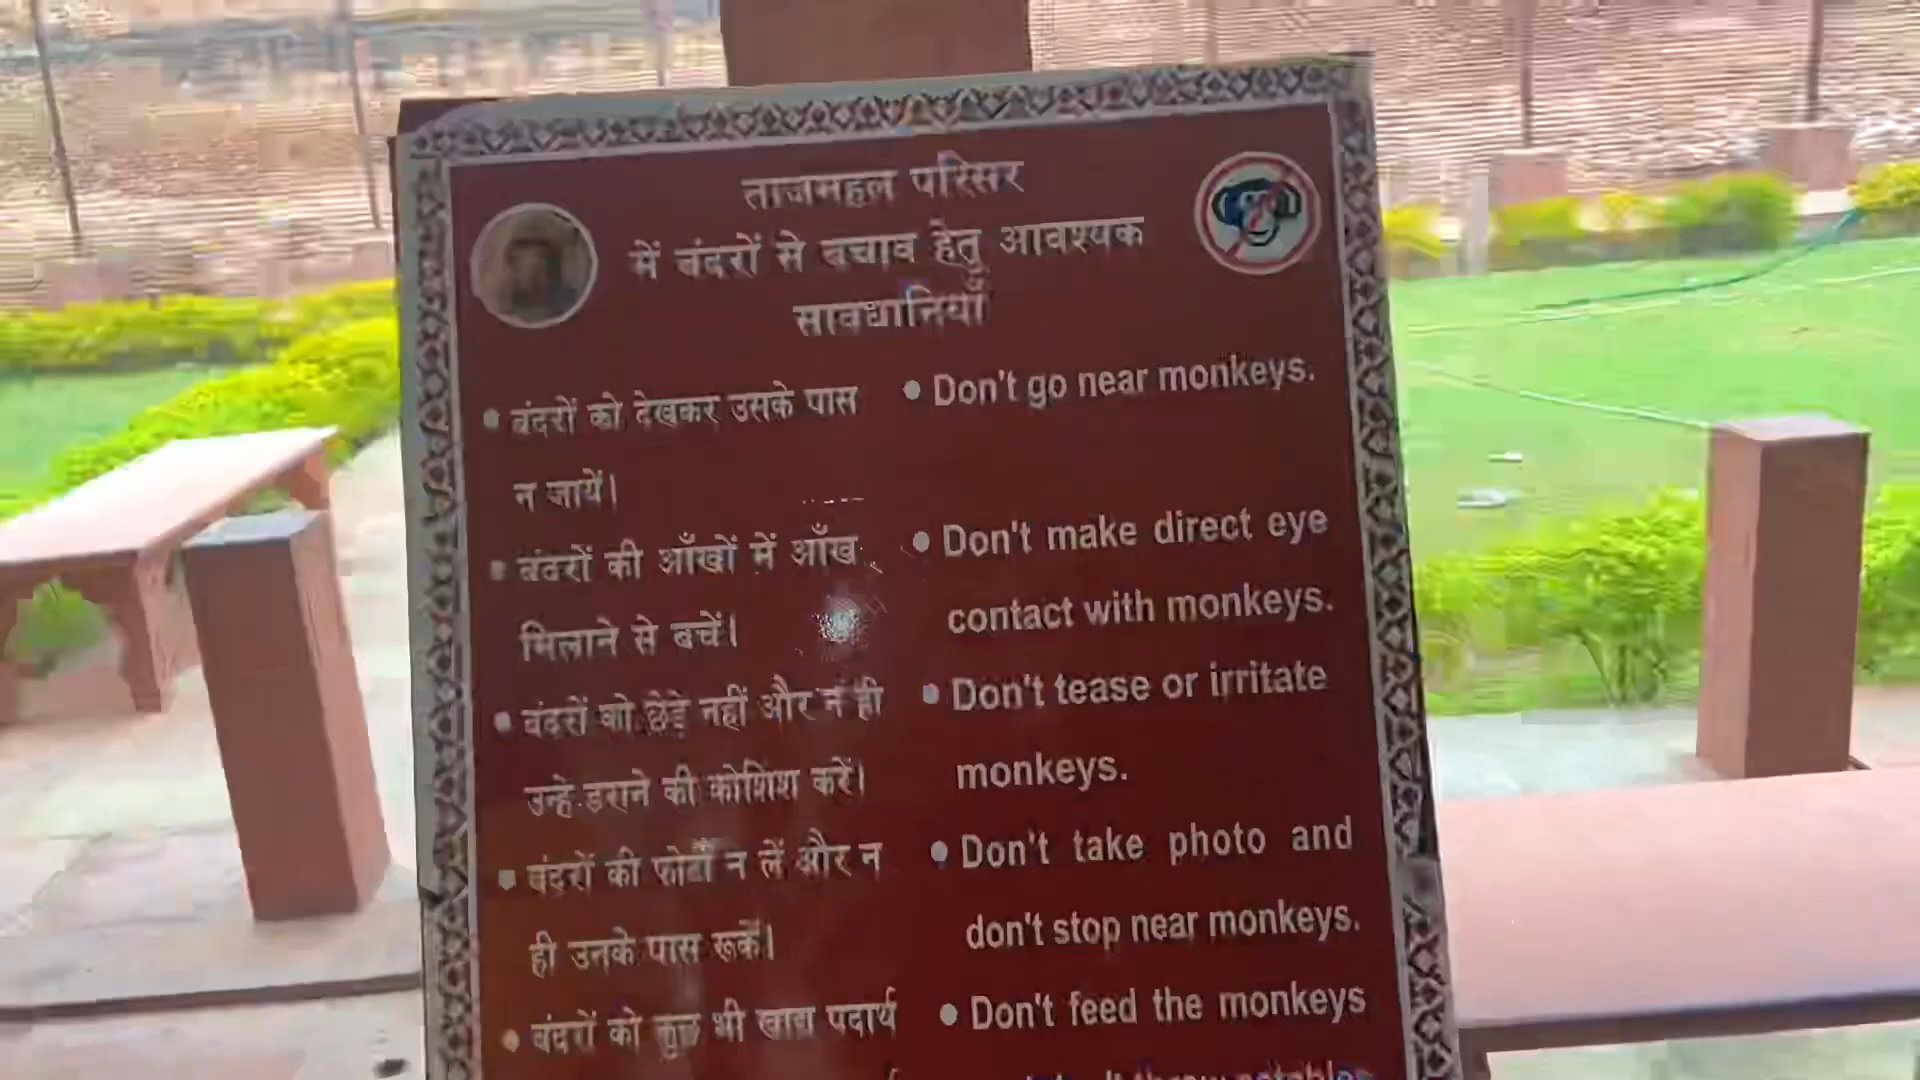 ताजमहल परिसर
में बंदरों से बचाव हेतु आवश्यक
सावधानियाँ
• बंदरों को देखकर उसके पास
न जायें।
• बंदरों की आँखों में आँख
मिलाने से बचें।
• बंदरों को छेड़े नहीं और न ही
उन्हे डराने की कोशिश करें।
• बंदरों की फोटों न लें और न
ही उनके पास रूकें।
• बंदरों को कुछ भी खाद्य पदार्थ
• Don't go near monkeys.
• Don't make direct eye
contact with monkeys.
• Don't tease or irritate
monkeys.
• Don't take photo and
don't stop near monkeys.
• Don't feed the monkeys